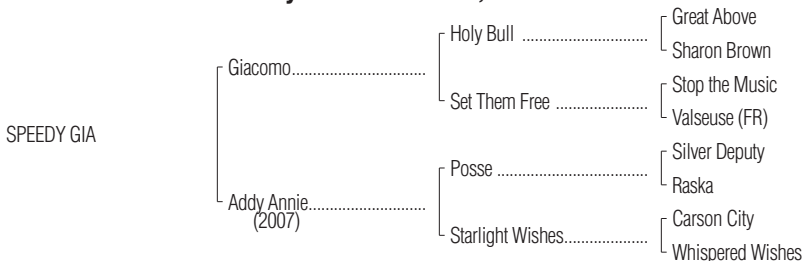 Great Above
Holy Bull ..............................
Sharon Brown
Giacomo................................
Stop the Music
Set Them Free ......................
Valseuse (FR)
SPEEDY GIA
Silver Deputy
Posse ....................................
Raska
Addy Annie............................
(2007)
Carson City
Starlight Wishes....................
Whispered Wishes